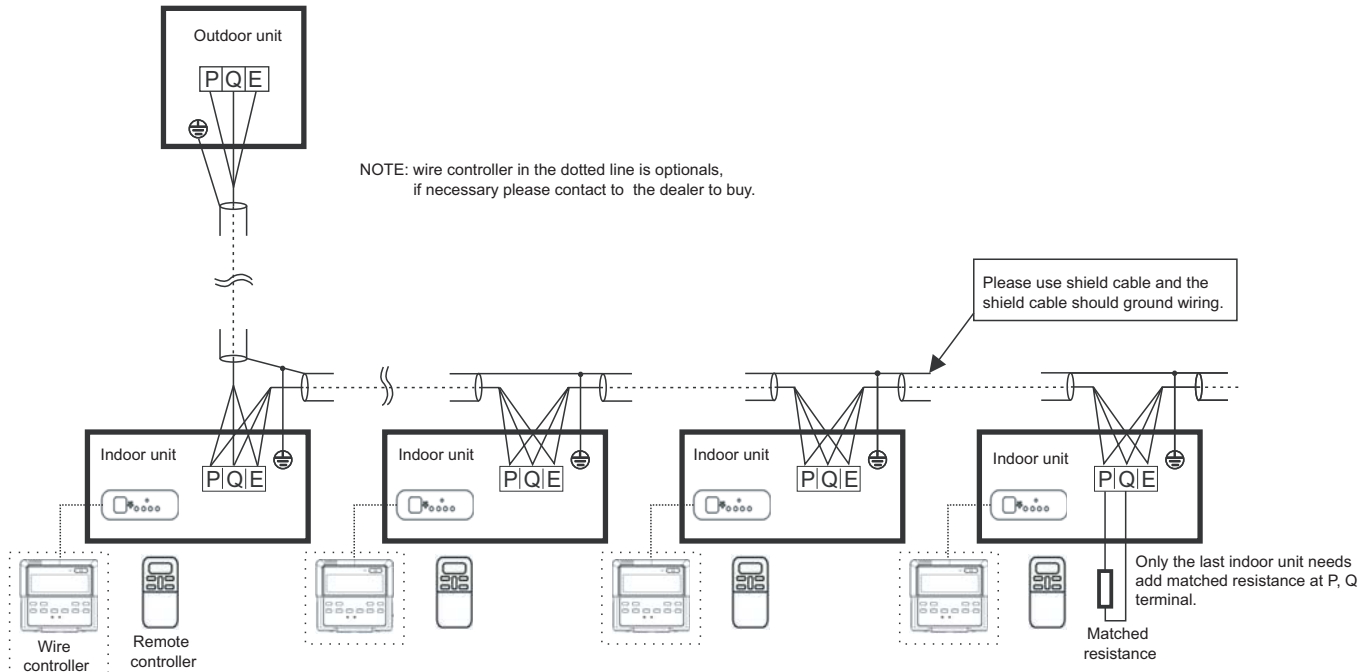 Outdoor unit
P Q E
NOTE: wire controller in the dotted line is optionals,
if necessary please contact to the dealer to buy.
Please use shield cable and the
shield cable should ground wiring.
Indoor unit
P Q E
Indoor unit
P Q E
Indoor unit
P Q E
Indoor unit
P Q E
Only the last indoor unit needs
add matched resistance at P, Q
terminal.
Wire
controller
Remote
controller
Matched
resistance